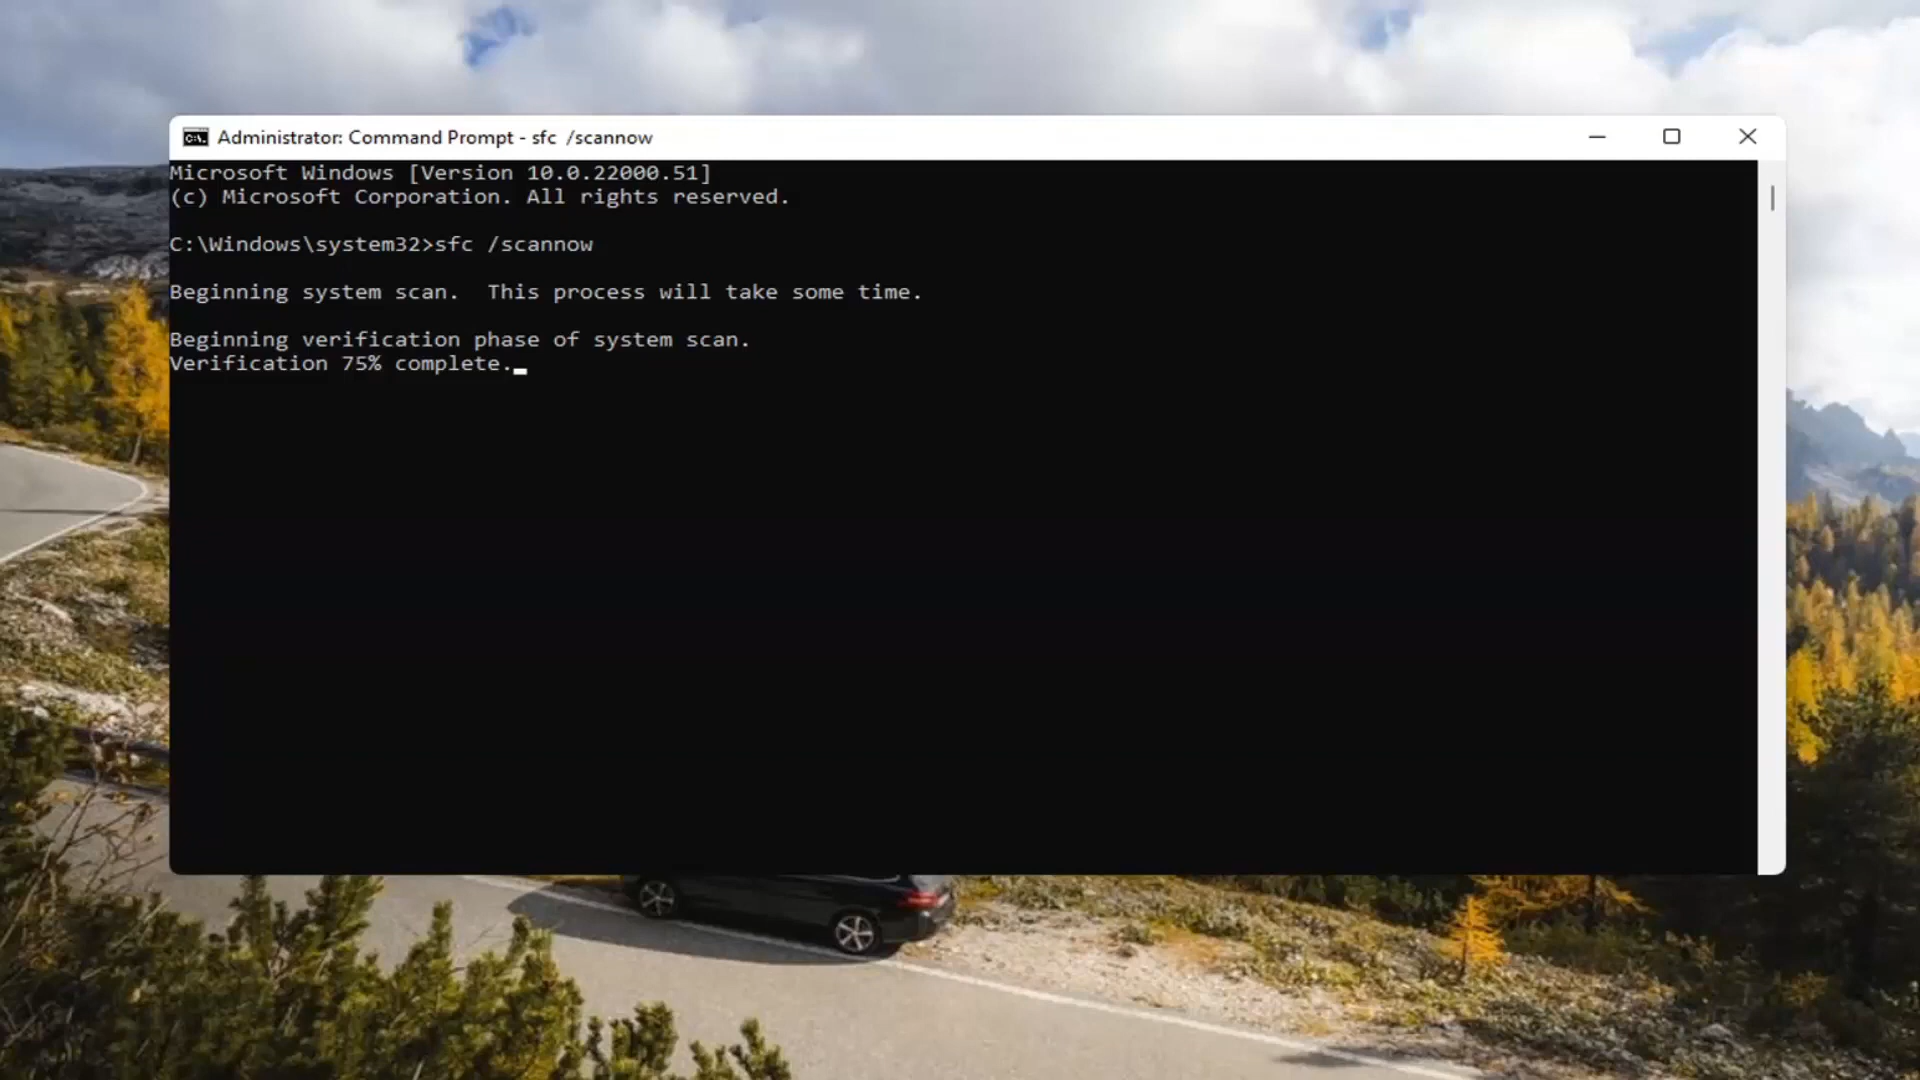 Administrator: Command Prompt - sfc  /scannow
Microsoft Windows [Version 10.0.22000.51]
(c) Microsoft Corporation. All rights reserved.
C:\Windows\system32>sfc /scannow
Beginning system scan.  This process will take some time.
Beginning verification phase of system scan.
Verification 75% complete.